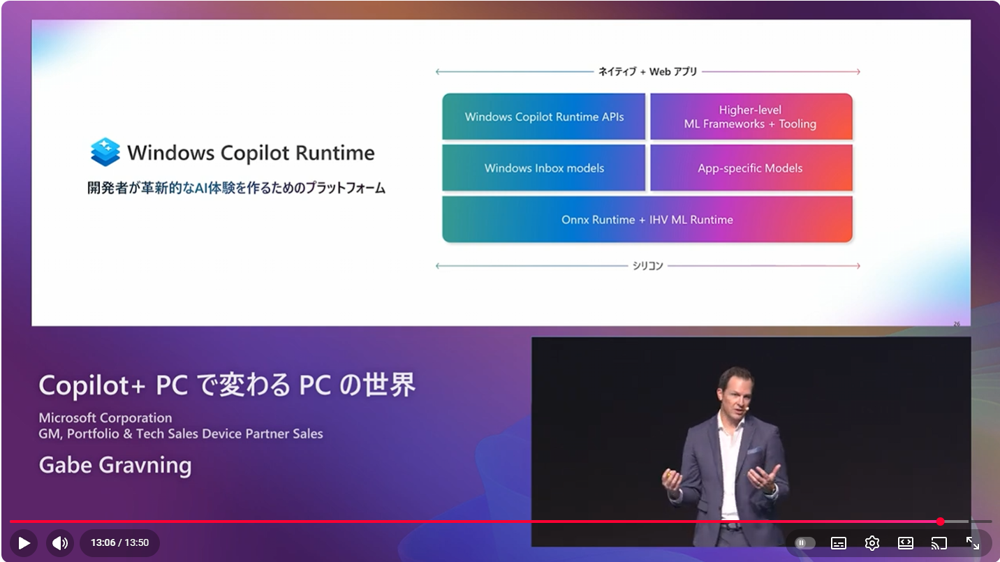 ネイティブ + Web アプリ
Windows Copilot Runtime APIs
Higher-level
ML Frameworks + Tooling
Windows Copilot Runtime
開発者が革新的なAI体験を作るためのプラットフォーム
Windows Inbox models
App-specific Models
Onnx Runtime + IHV ML Runtime
シリコン
26
Copilot+ PC で変わる PC の世界
Microsoft Corporation
GM, Portfolio & Tech Sales Device Partner Sales
Gabe Gravning
13:06 / 13:50